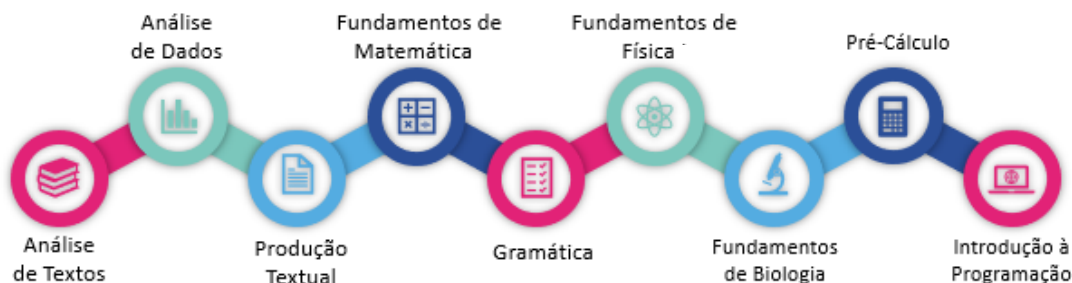 Análise
de Dados
Fundamentos de
Matemática
Fundamentos de
Física
Pré-Cálculo
Análise
de Textos
Produção
Textual
Gramática
Fundamentos
de Biologia
Introdução à
Programação